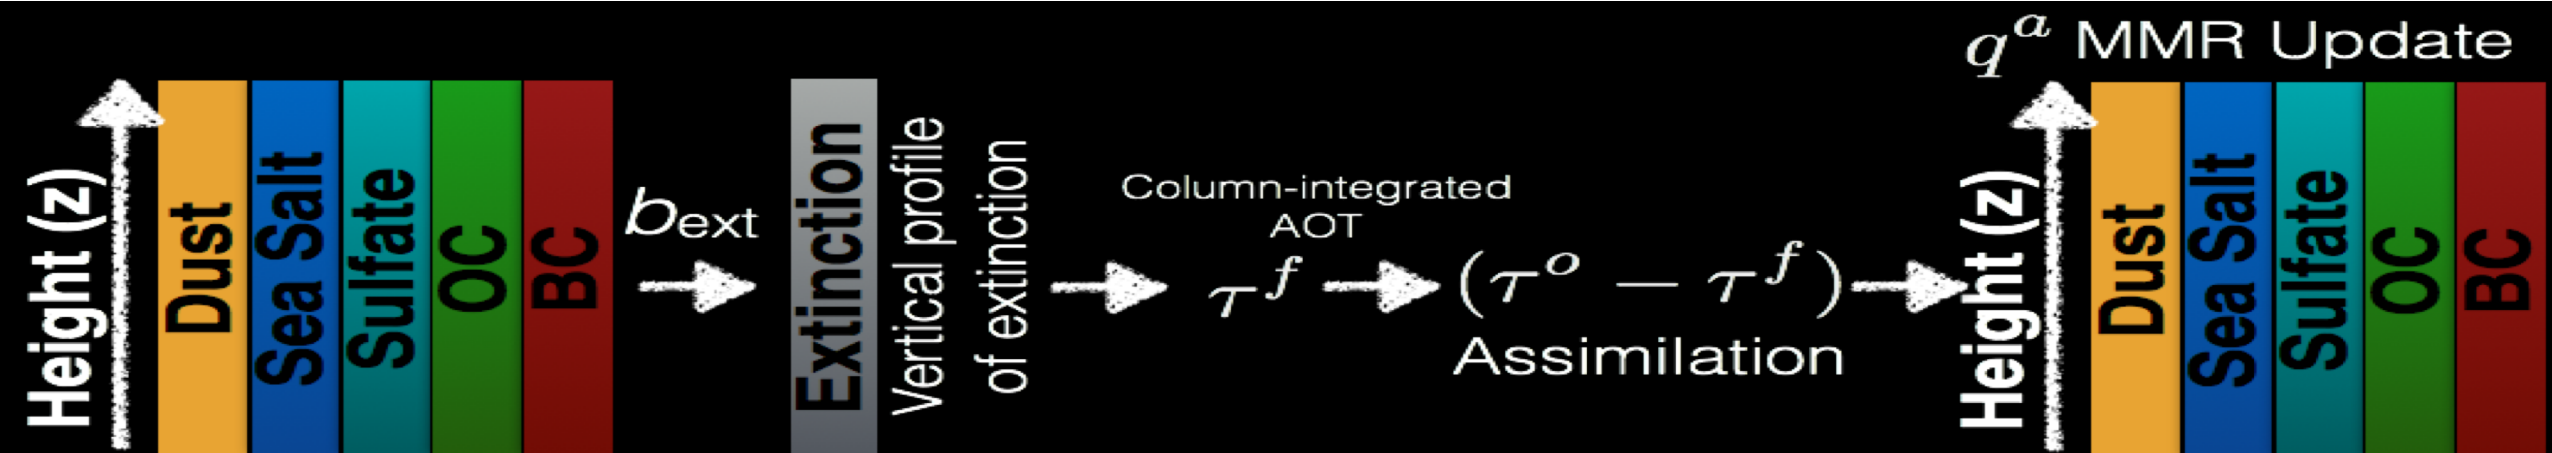 Height (z)
Dust
Sea Salt
Sulfate
OC
BC
bext
Extinction
Vertical profile
of extinction
Column-integrated
AOT
τ^f
(τ^o − τ^f)
Assimilation
q^a MMR Update
Height (z)
Dust
Sea Salt
Sulfate
OC
BC